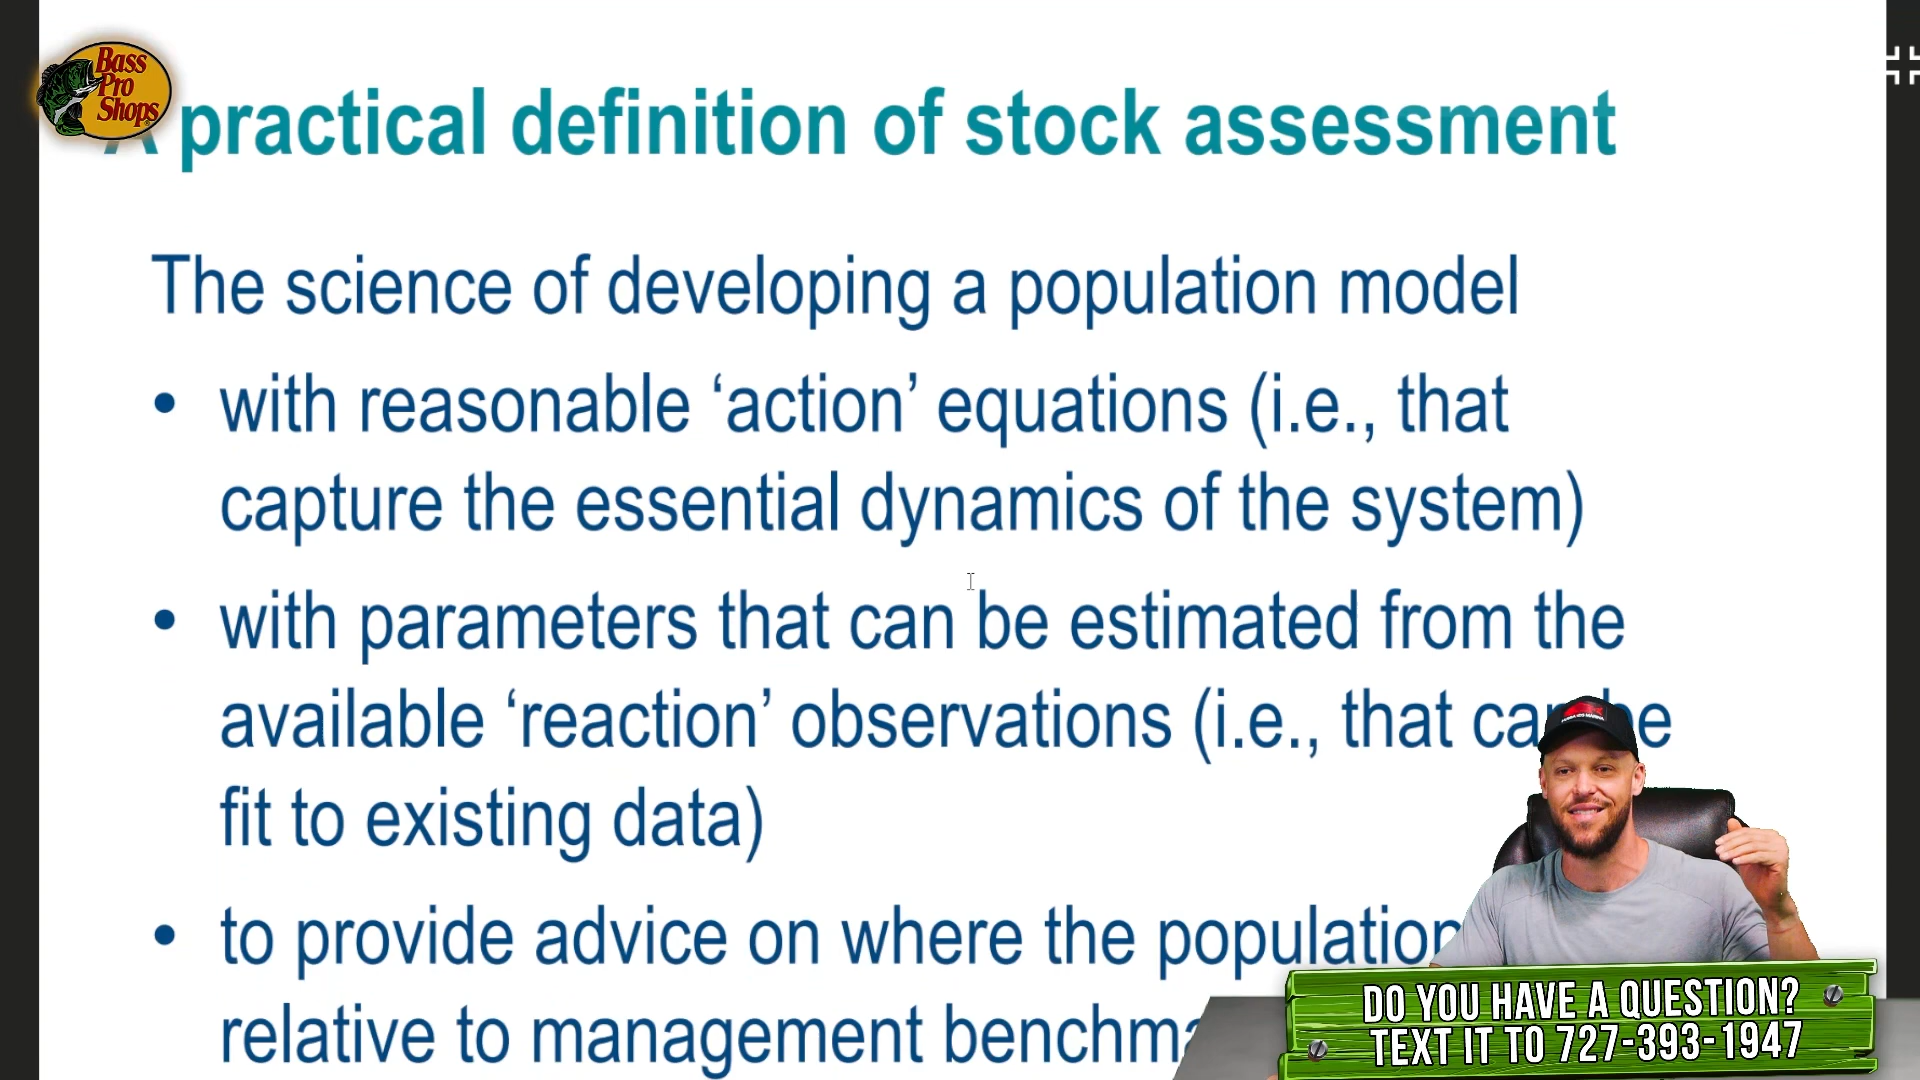 Bass
Pro
Shops
A practical definition of stock assessment
The science of developing a population model
• with reasonable ‘action’ equations (i.e., that
capture the essential dynamics of the system)
• with parameters that can be estimated from the
available ‘reaction’ observations (i.e., that can be
fit to existing data)
• to provide advice on where the population
relative to management benchma
DO YOU HAVE A QUESTION?
TEXT IT TO 727-393-1947